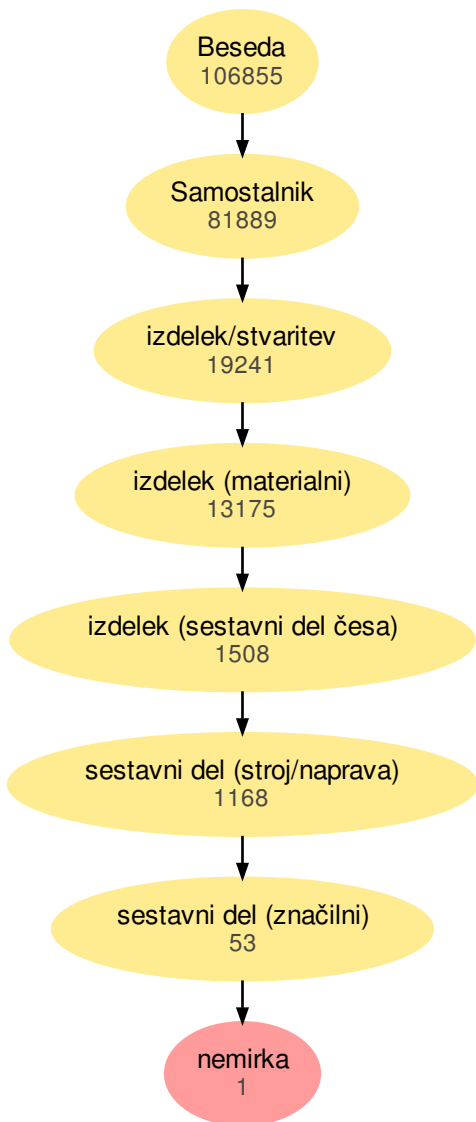 Beseda
106855
Samostalnik
81889
izdelek/stvaritev
19241
izdelek (materialni)
13175
izdelek (sestavni del česa)
1508
sestavni del (stroj/naprava)
1168
sestavni del (značilni)
53
nemirka
1